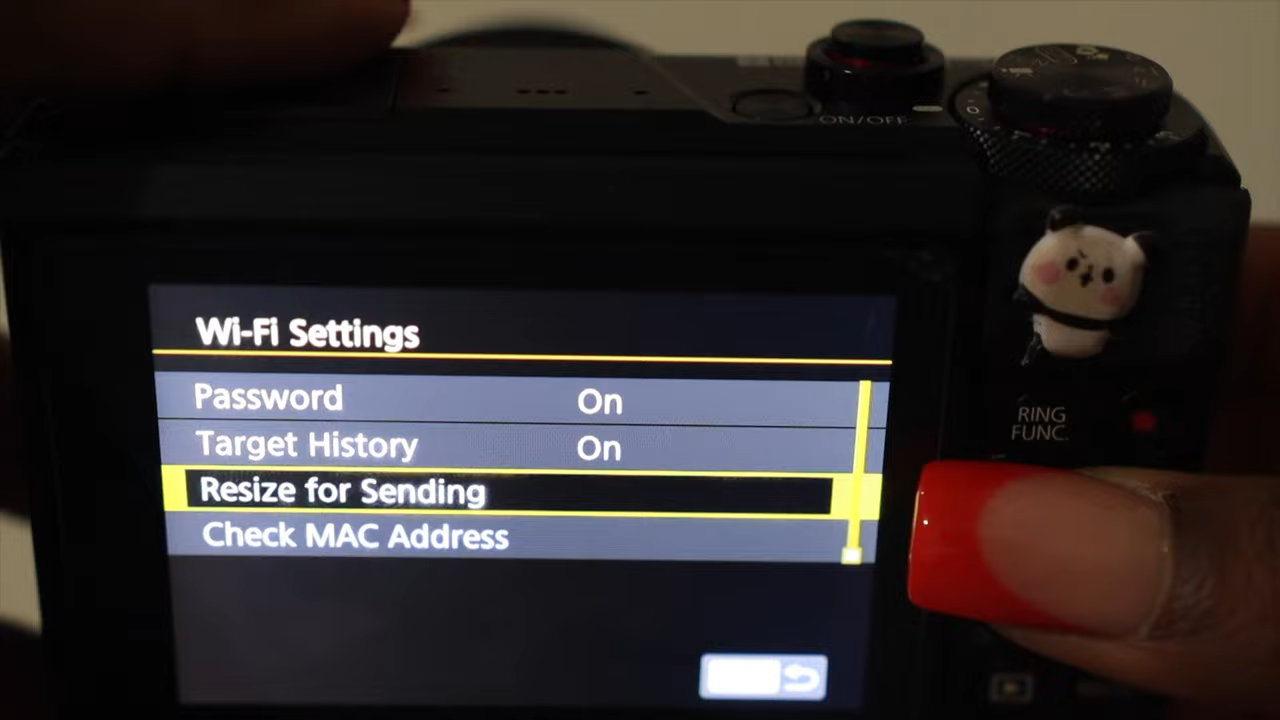 ON/OFF
Wi-Fi Settings
Password On
Target History On
Resize for Sending
Check MAC Address
RING
FUNC.